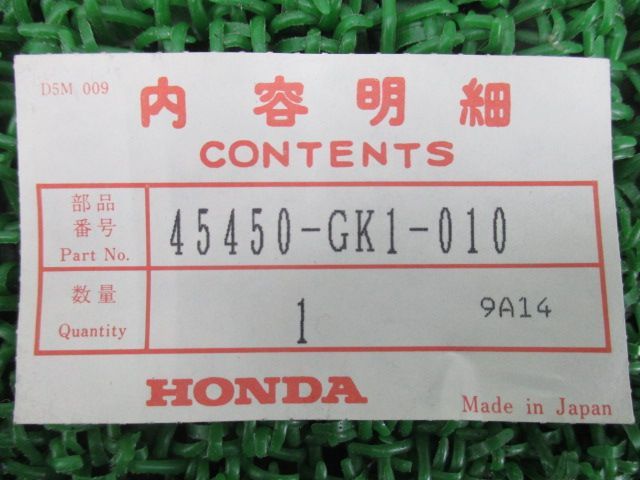 D5M 009
内容明細
CONTENTS
部品
番号
Part No.
45450-GK1-010
数量
Quantity
1
9A14
HONDA
Made in Japan